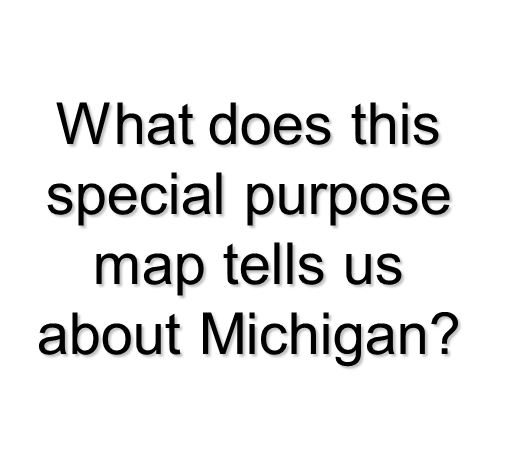 What does this
special purpose
map tells us
about Michigan?